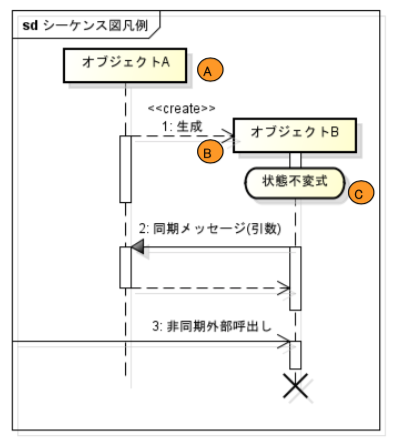 sd シーケンス図凡例
オブジェクトA
A
<<create>>
1: 生成
B
オブジェクトB
状態不変式
C
2: 同期メッセージ(引数)
3: 非同期外部呼出し